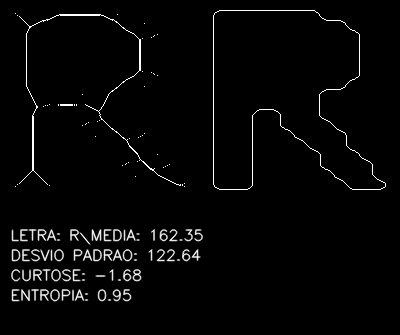 R R
LETRA: R\MEDIA: 162.35
DESVIO PADRAO: 122.64
CURTOSE: -1.68
ENTROPIA: 0.95